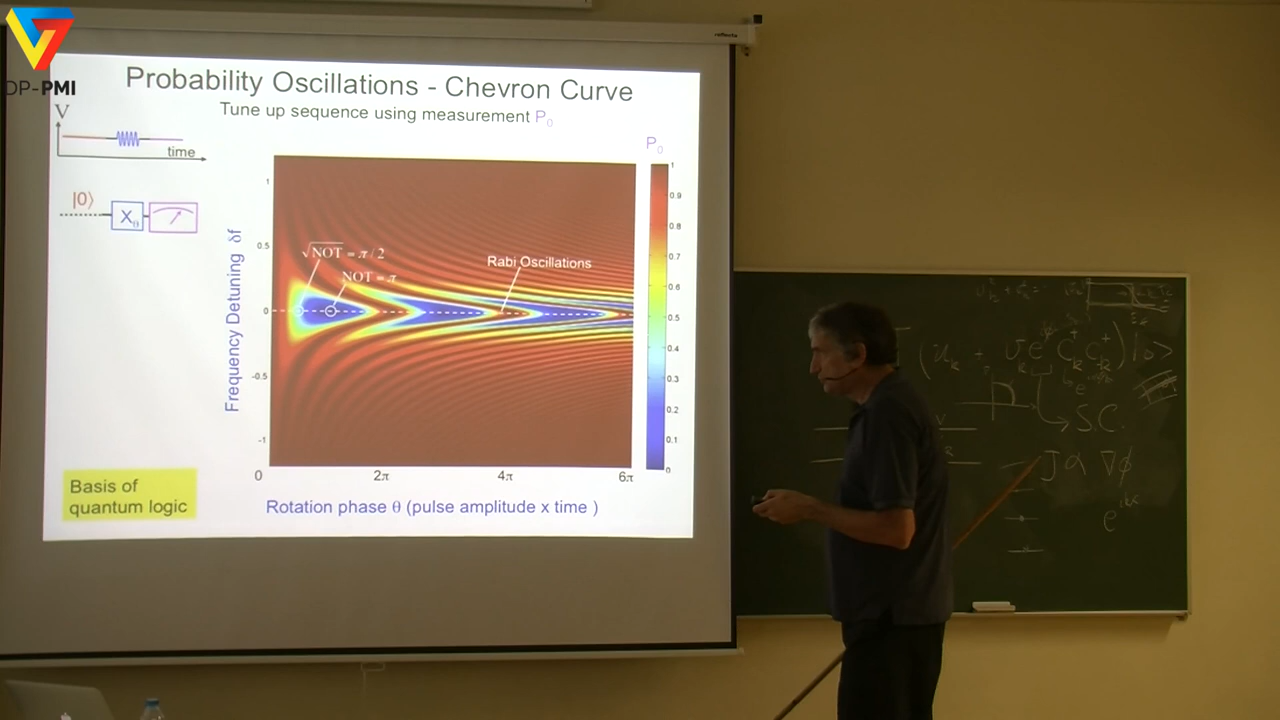 DP-PMI
reflecta
Probability Oscillations - Chevron Curve
Tune up sequence using measurement P₀
V
time
|0⟩
Xθ
P₀
1
0.9
0.8
0.7
0.6
0.5
0.4
0.3
0.2
0.1
0
Frequency Detuning δf
1
0.5
0
-0.5
-1
√NOT = π / 2
NOT = π
Rabi Oscillations
0
2π
4π
6π
Rotation phase θ (pulse amplitude x time )
Basis of
quantum logic
S.C.
J α ∇φ